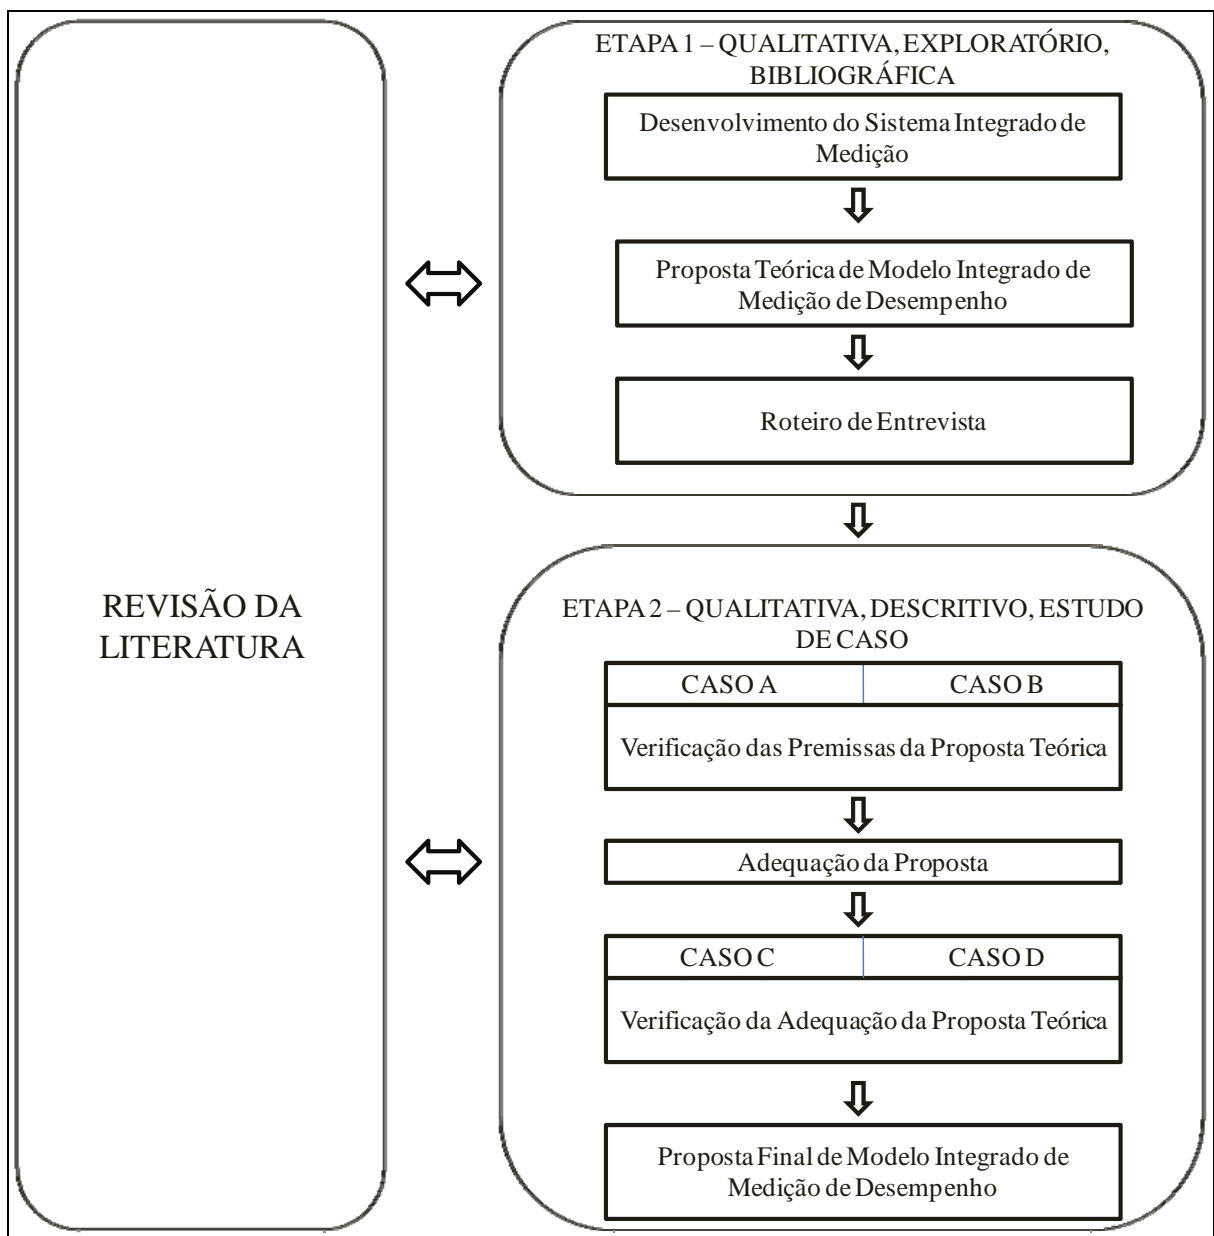 REVISÃO DA
LITERATURA
ETAPA 1 – QUALITATIVA, EXPLORATÓRIO,
BIBLIOGRÁFICA
Desenvolvimento do Sistema Integrado de
Medição
Proposta Teórica de Modelo Integrado de
Medição de Desempenho
Roteiro de Entrevista
ETAPA 2 – QUALITATIVA, DESCRITIVO, ESTUDO
DE CASO
CASO A CASO B
Verificação das Premissas da Proposta Teórica
Adequação da Proposta
CASO C CASO D
Verificação da Adequação da Proposta Teórica
Proposta Final de Modelo Integrado de
Medição de Desempenho